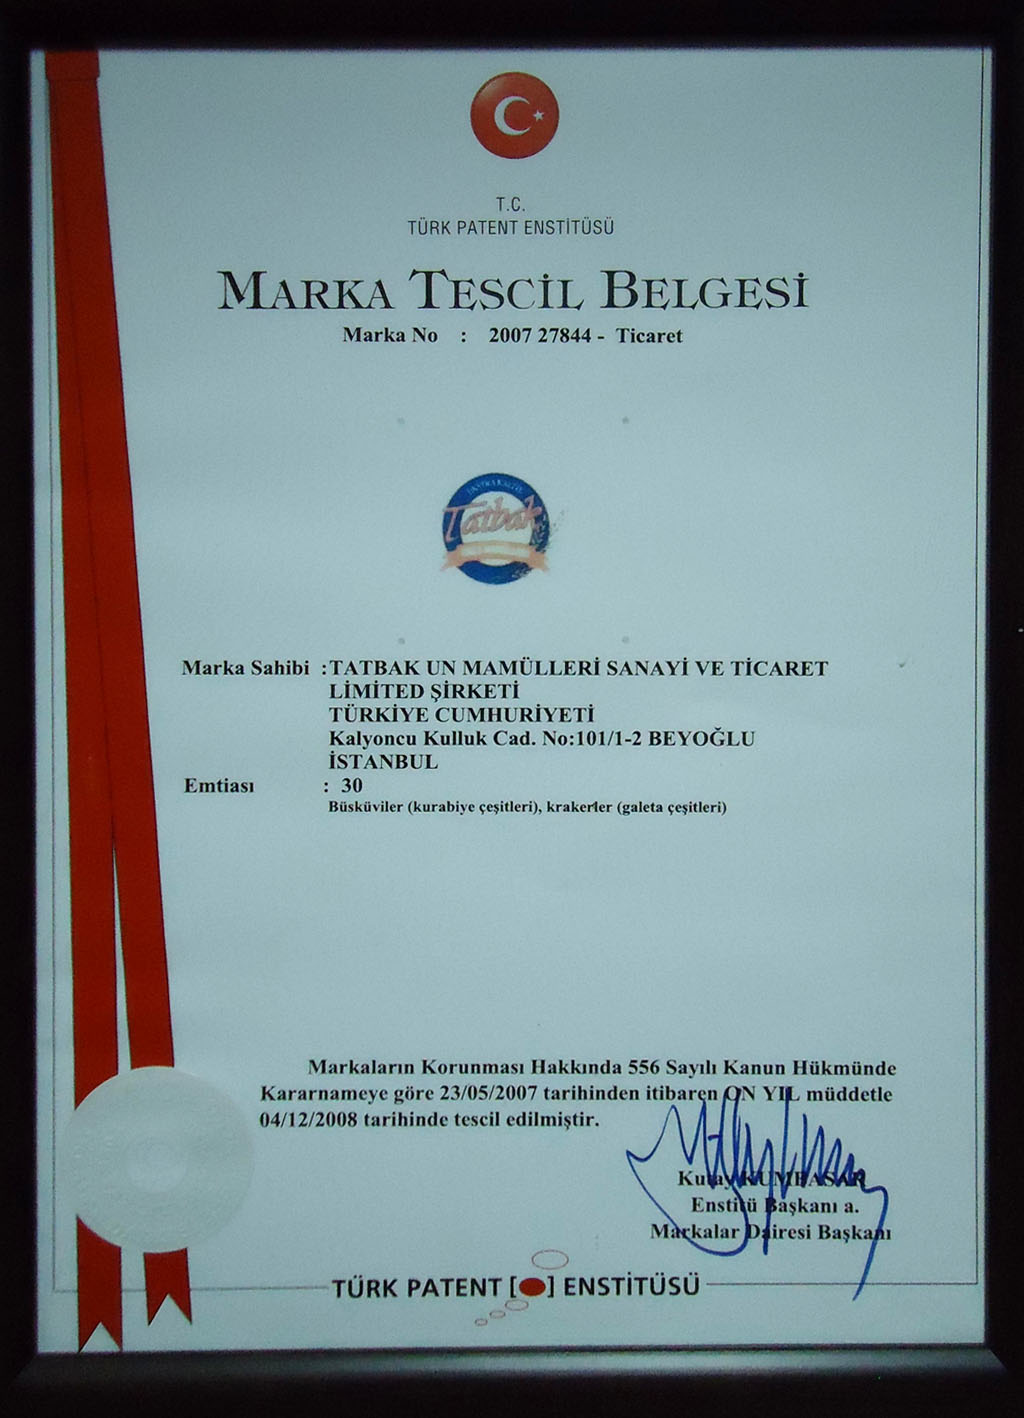 T.C.
TÜRK PATENT ENSTİTÜSÜ
MARKA TESCİL BELGESİ
Marka No : 2007 27844 - Ticaret
Tatbak
Marka Sahibi :TATBAK UN MAMÜLLERİ SANAYİ VE TİCARET
LİMİTED ŞİRKETİ
TÜRKİYE CUMHURİYETİ
Kalyoncu Kulluk Cad. No:101/1-2 BEYOĞLU
İSTANBUL
Emtiası : 30
Büsküviler (kurabiye çeşitleri), krakerler (galeta çeşitleri)
Markaların Korunması Hakkında 556 Sayılı Kanun Hükmünde
Kararnameye göre 23/05/2007 tarihinden itibaren ON YIL müddetle
04/12/2008 tarihinde tescil edilmiştir.
Kutay KUMBASAR
Enstitü Başkanı a.
Markalar Dairesi Başkanı
TÜRK PATENT [ ] ENSTİTÜSÜ